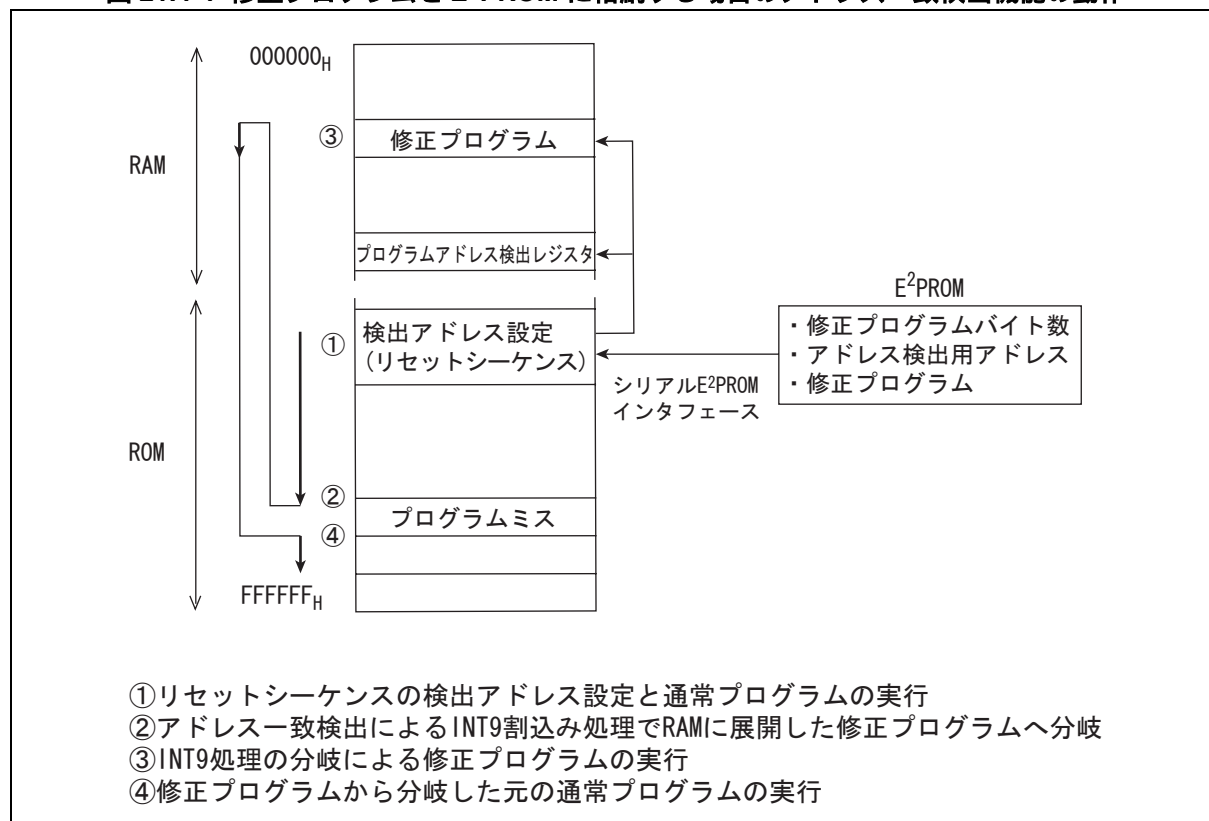 000000H
RAM
③
修正プログラム
プログラムアドレス検出レジスタ
E²PROM
・修正プログラムバイト数
・アドレス検出用アドレス
・修正プログラム
①
検出アドレス設定
(リセットシーケンス)
シリアルE²PROM
インタフェース
ROM
②
プログラムミス
④
FFFFFFH
①リセットシーケンスの検出アドレス設定と通常プログラムの実行
②アドレス一致検出によるINT9割込み処理でRAMに展開した修正プログラムへ分岐
③INT9処理の分岐による修正プログラムの実行
④修正プログラムから分岐した元の通常プログラムの実行